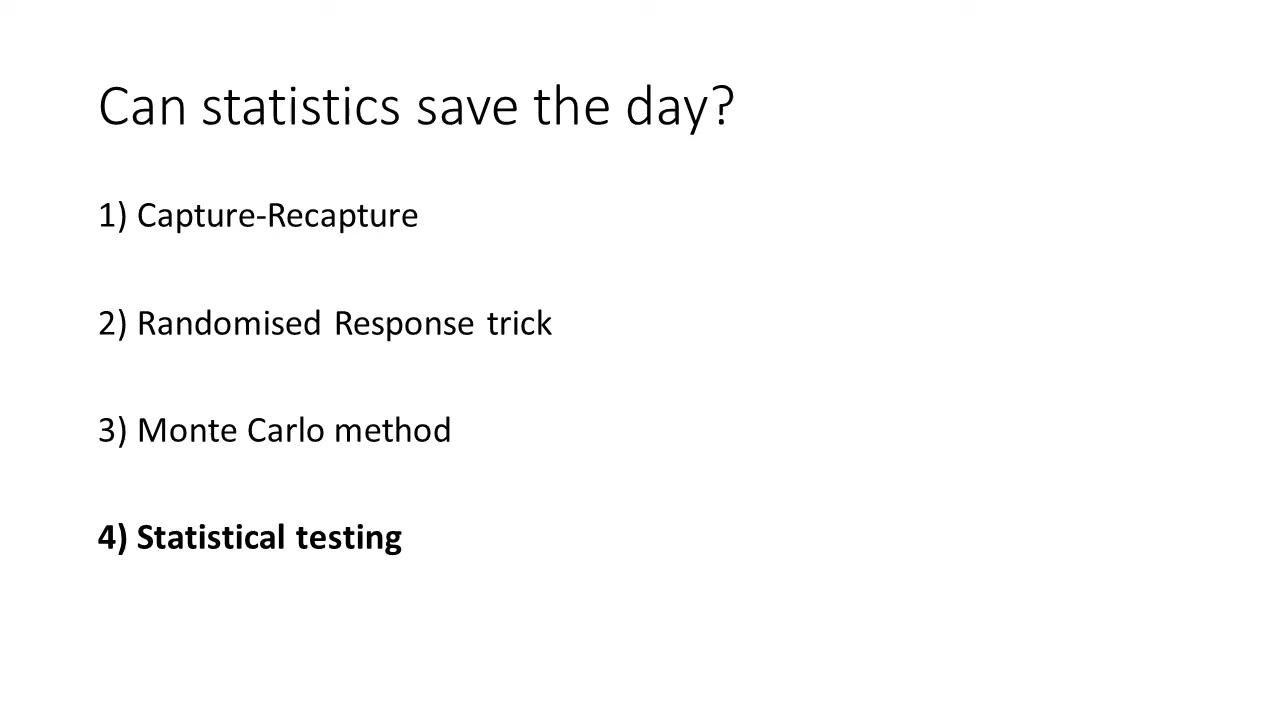 Can statistics save the day?
1) Capture-Recapture
2) Randomised Response trick
3) Monte Carlo method
4) Statistical testing